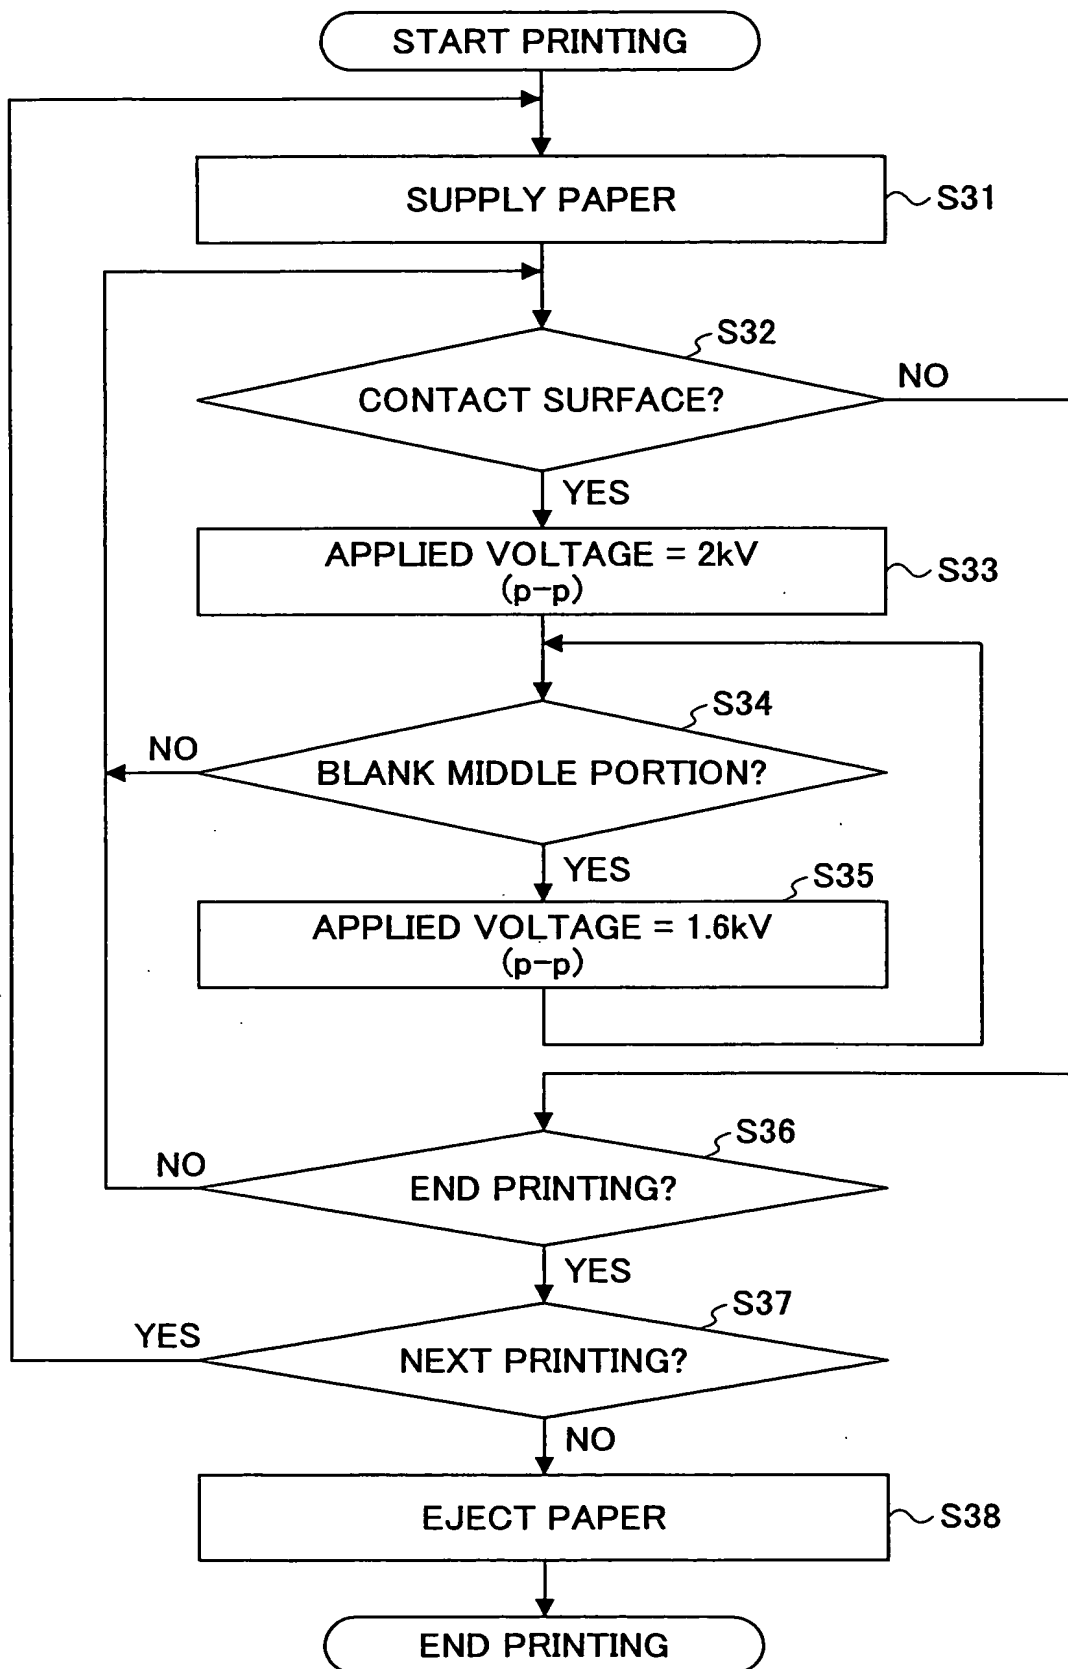 START PRINTING
SUPPLY PAPER
S31
S32
CONTACT SURFACE?
NO
YES
APPLIED VOLTAGE = 2kV
(p-p)
S33
S34
NO
BLANK MIDDLE PORTION?
YES
S35
APPLIED VOLTAGE = 1.6kV
(p-p)
S36
NO
END PRINTING?
YES
S37
YES
NEXT PRINTING?
NO
EJECT PAPER
S38
END PRINTING